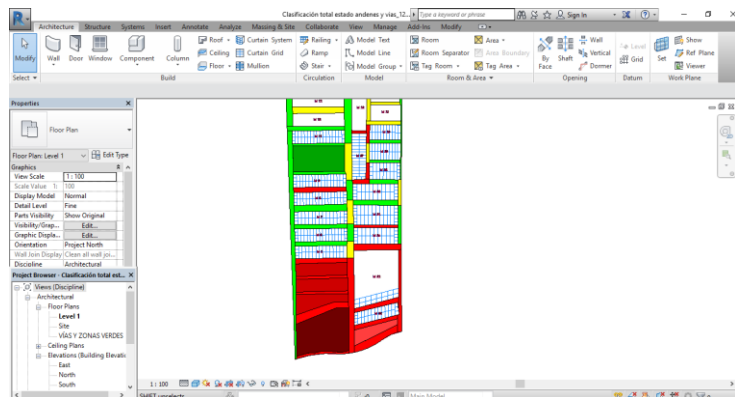 Clasificación total estado andenes y vias_12... Type a keyword or phrase Sign In
Architecture Structure Systems Insert Annotate Analyze Massing & Site Collaborate View Manage Add-Ins Modify
Modify Wall Door Window Component Column
Roof Curtain System
Ceiling Curtain Grid
Floor Mullion
Railing
Ramp
Stair
Model Text
Model Line
Model Group
Room
Room Separator
Tag Room
Area
Area Boundary
Tag Area
By Face
Shaft
Wall
Vertical
Dormer
Level
Grid
Set
Show
Ref Plane
Viewer
Select Build Circulation Model Room & Area Opening Datum Work Plane
Properties
Floor Plan
Floor Plan: Level 1 Edit Type
Graphics
View Scale 1 : 100
Scale Value 1: 100
Display Model Normal
Detail Level Fine
Parts Visibility Show Original
Visibility/Grap... Edit...
Graphic Displa... Edit...
Orientation Project North
Wall Join Display Clean all wall joi...
Discipline Architectural
Project Browser - Clasificación total est...
Views (Discipline)
Architectural
Floor Plans
Level 1
Site
VÍAS Y ZONAS VERDES
Ceiling Plans
Elevations (Building Elevatio
East
North
South
1 : 100
Main Model